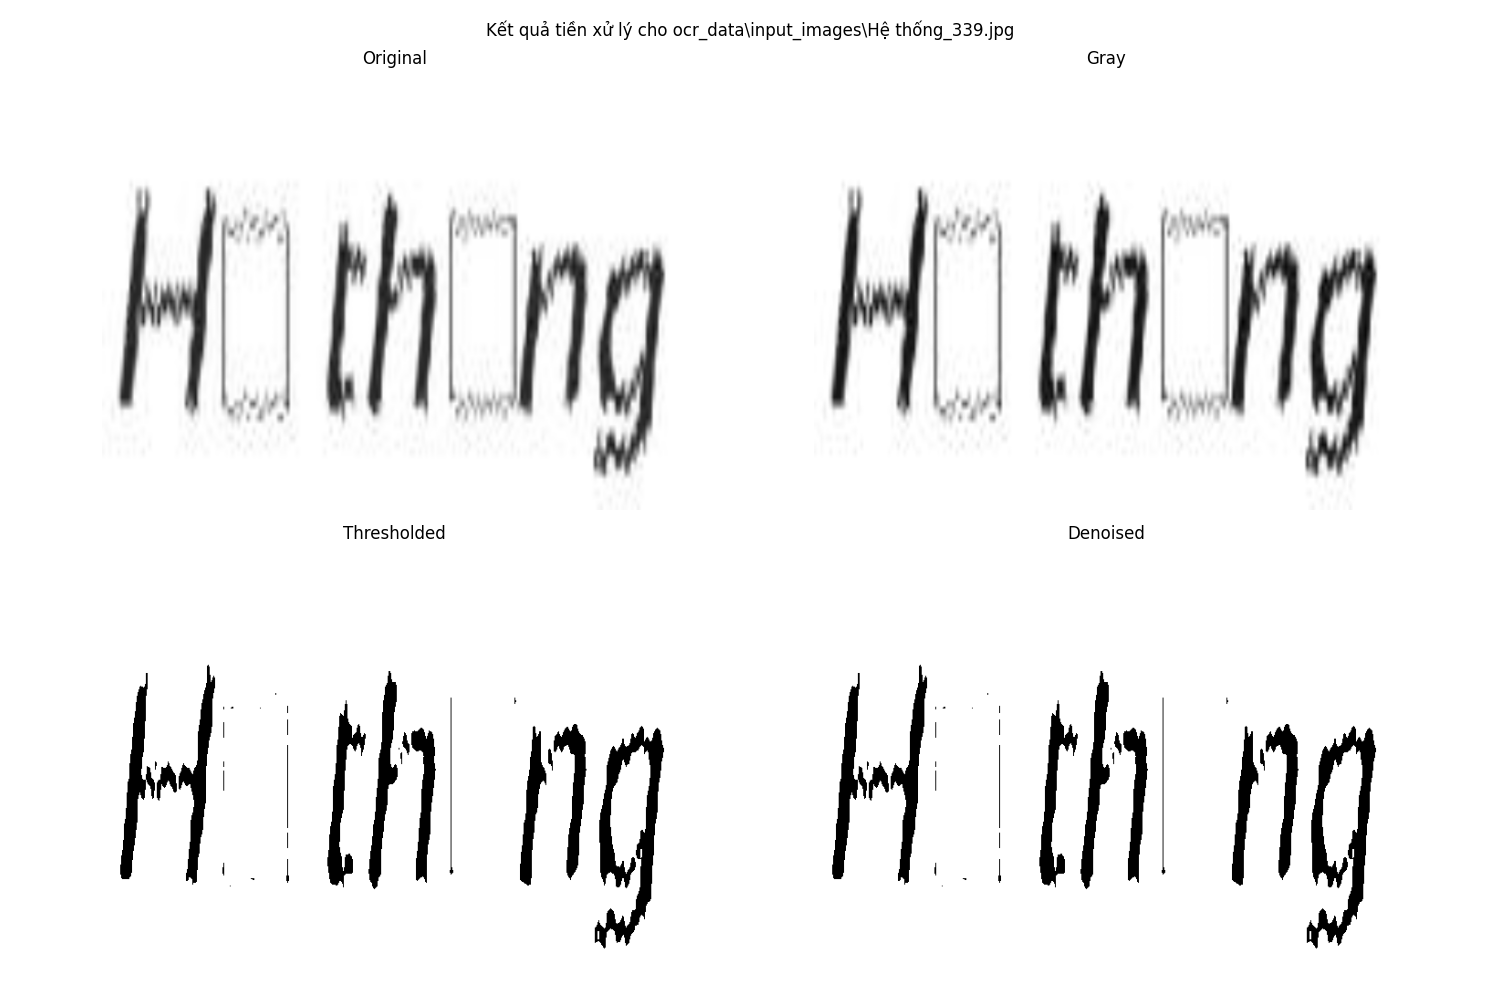 Kết quả tiền xử lý cho ocr_data\input_images\Hệ thống_339.jpg
Original
Gray
H□ th□ng
H□ th□ng
Thresholded
Denoised
H th ng
H th ng